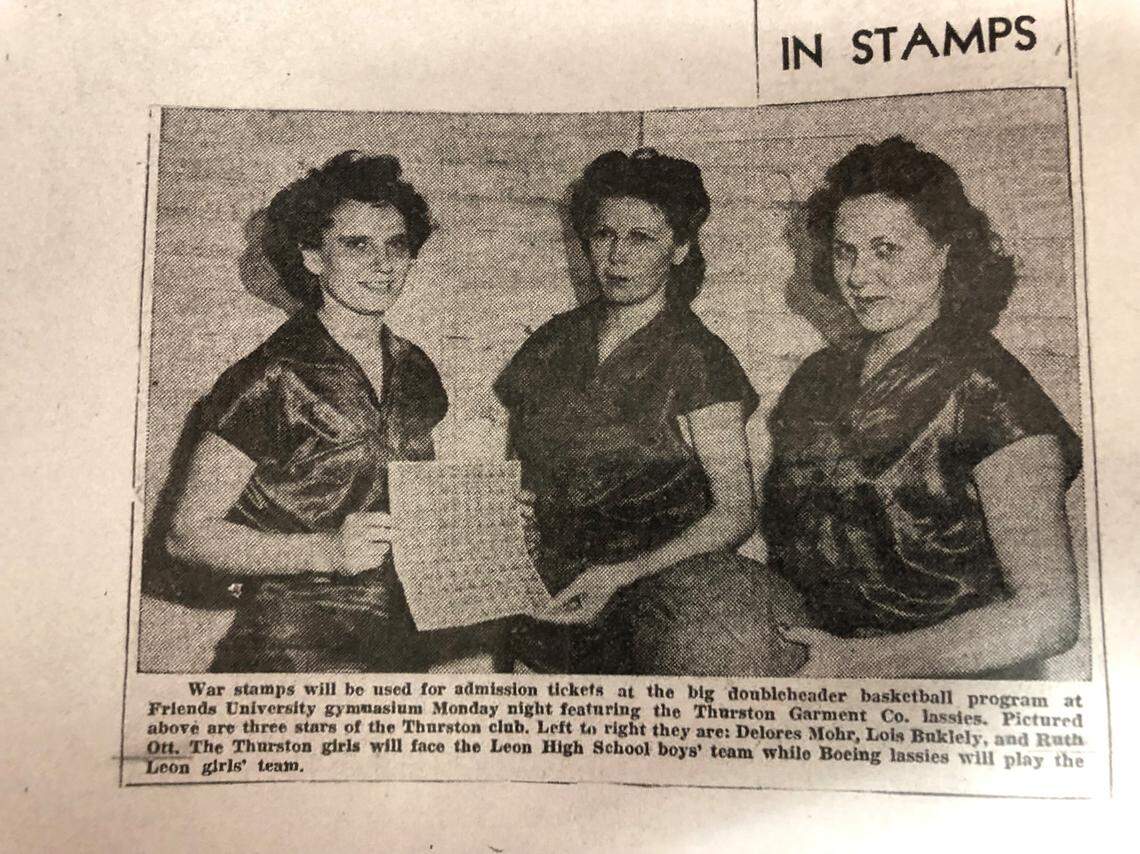 IN STAMPS
War stamps will be used for admission tickets at the big doubleheader basketball program at
Friends University gymnasium Monday night featuring the Thurston Garment Co. lassies. Pictured
above are three stars of the Thurston club. Left to right they are: Delores Mohr, Lois Buklely, and Ruth
Ott. The Thurston girls will face the Leon High School boys' team while Boeing lassies will play the
Leon girls' team.